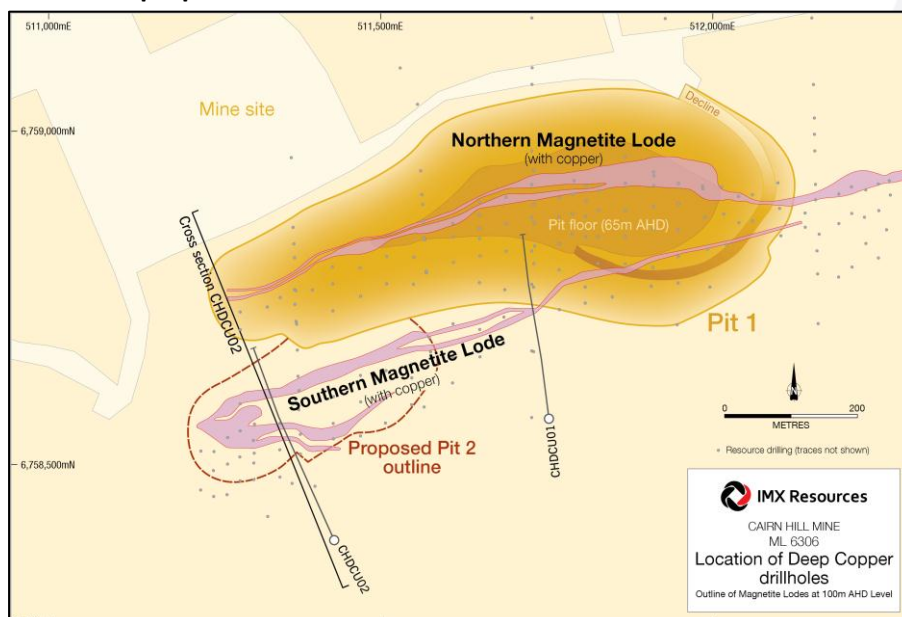 511,000mE
511,500mE
512,000mE
6,759,000mN
6,758,500mN
Mine site
Decline
Northern Magnetite Lode
(with copper)
Pit floor (65m AHD)
Cross section CHDCU02
Pit 1
Southern Magnetite Lode
(with copper)
Proposed Pit 2
outline
CHDCU01
CHDCU02
N
0 200
METRES
Resource drilling (traces not shown)
IMX Resources
CAIRN HILL MINE
ML 6306
Location of Deep Copper
drillholes
Outline of Magnetite Lodes at 100m AHD Level